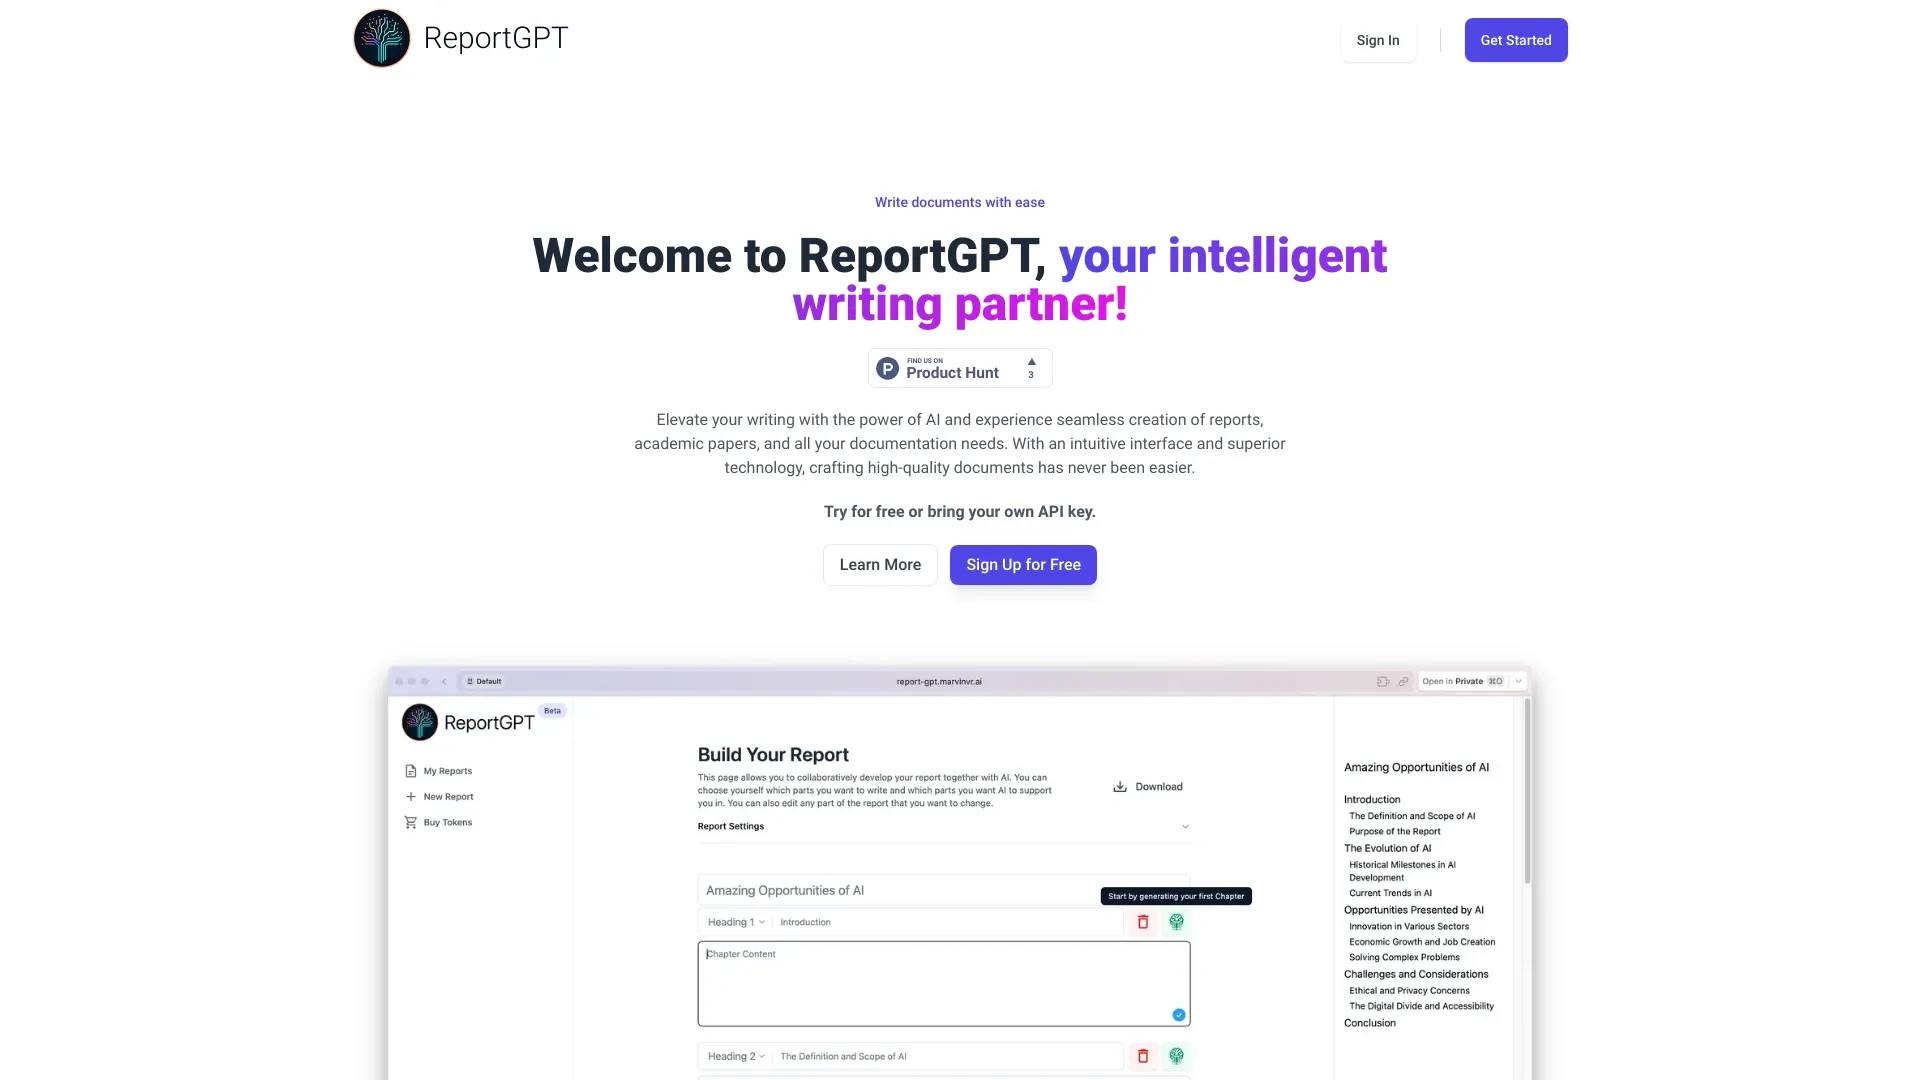 ReportGPT
Sign In
Get Started
Write documents with ease
Welcome to ReportGPT, your intelligent
writing partner!
P
FIND US ON
Product Hunt
▲
3
Elevate your writing with the power of AI and experience seamless creation of reports,
academic papers, and all your documentation needs. With an intuitive interface and superior
technology, crafting high-quality documents has never been easier.
Try for free or bring your own API key.
Learn More
Sign Up for Free
Default
report-gpt.marvinvr.ai
Open in Private ⌘O
ReportGPT
Beta
My Reports
New Report
Buy Tokens
Build Your Report
This page allows you to collaboratively develop your report together with AI. You can
choose yourself which parts you want to write and which parts you want AI to support
you in. You can also edit any part of the report that you want to change.
Download
Report Settings
Amazing Opportunities of AI
Start by generating your first Chapter
Heading 1
Introduction
Chapter Content
Heading 2
The Definition and Scope of AI
Amazing Opportunities of AI
Introduction
The Definition and Scope of AI
Purpose of the Report
The Evolution of AI
Historical Milestones in AI
Development
Current Trends in AI
Opportunities Presented by AI
Innovation in Various Sectors
Economic Growth and Job Creation
Solving Complex Problems
Challenges and Considerations
Ethical and Privacy Concerns
The Digital Divide and Accessibility
Conclusion